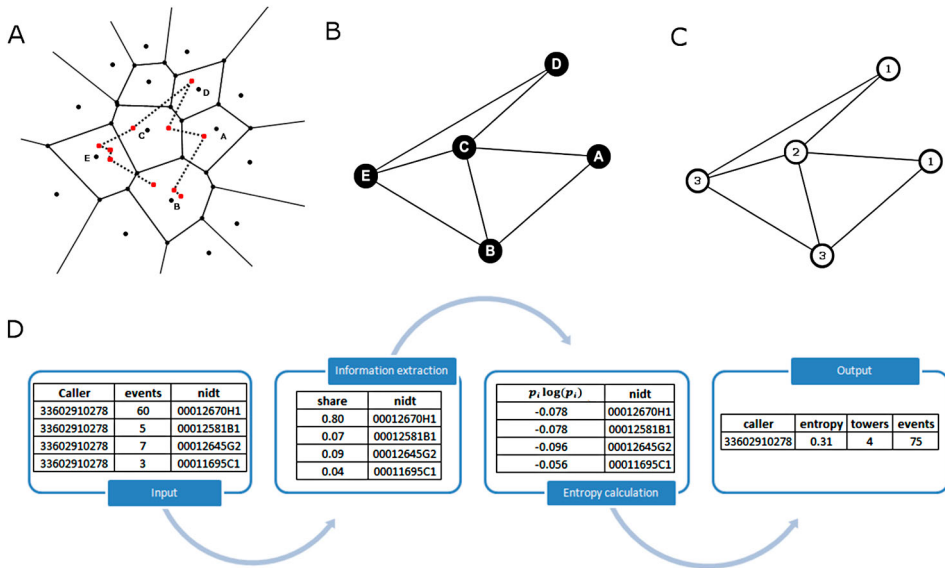 A
B
C
D
A
C
E
B
D
C
A
E
B
1
2
1
3
3
D
Information extraction
Output
Caller events nidt
33602910278 60 00012670H1
33602910278 5 00012581B1
33602910278 7 00012645G2
33602910278 3 00011695C1
Input
share nidt
0.80 00012670H1
0.07 00012581B1
0.09 00012645G2
0.04 00011695C1
p_i log(p_i) nidt
-0.078 00012670H1
-0.078 00012581B1
-0.096 00012645G2
-0.056 00011695C1
Entropy calculation
caller entropy towers events
33602910278 0.31 4 75